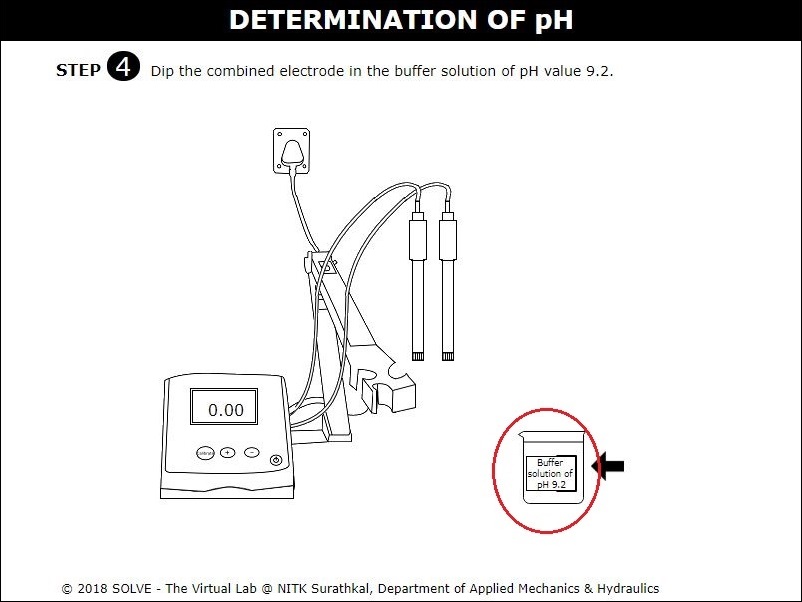 DETERMINATION OF pH
STEP 4 Dip the combined electrode in the buffer solution of pH value 9.2.
0.00
+ −
Buffer
solution of
pH 9.2
© 2018 SOLVE - The Virtual Lab @ NITK Surathkal, Department of Applied Mechanics & Hydraulics